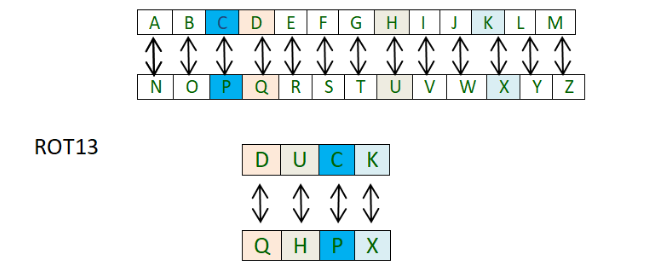 A B C D E F G H I J K L M
N O P Q R S T U V W X Y Z
ROT13
D U C K
Q H P X